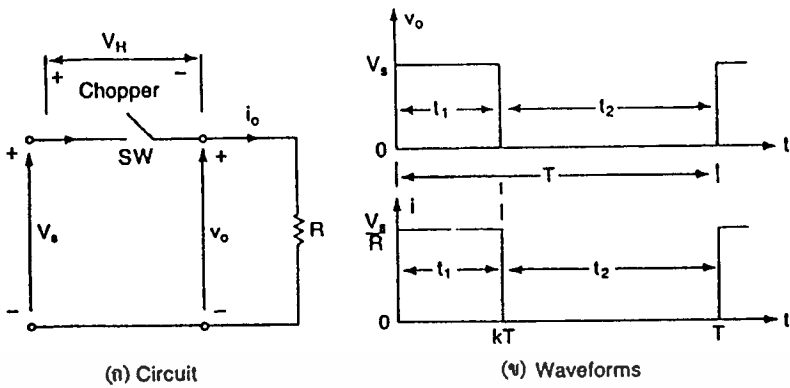 V_H
+ −
Chopper
SW
i_o
+ +
V_s
v_o
R
− −
(ก) Circuit
v_o
V_s
t_1
t_2
0
t
T
i
V_s
R
t_1
t_2
0
kT
T
t
(ข) Waveforms